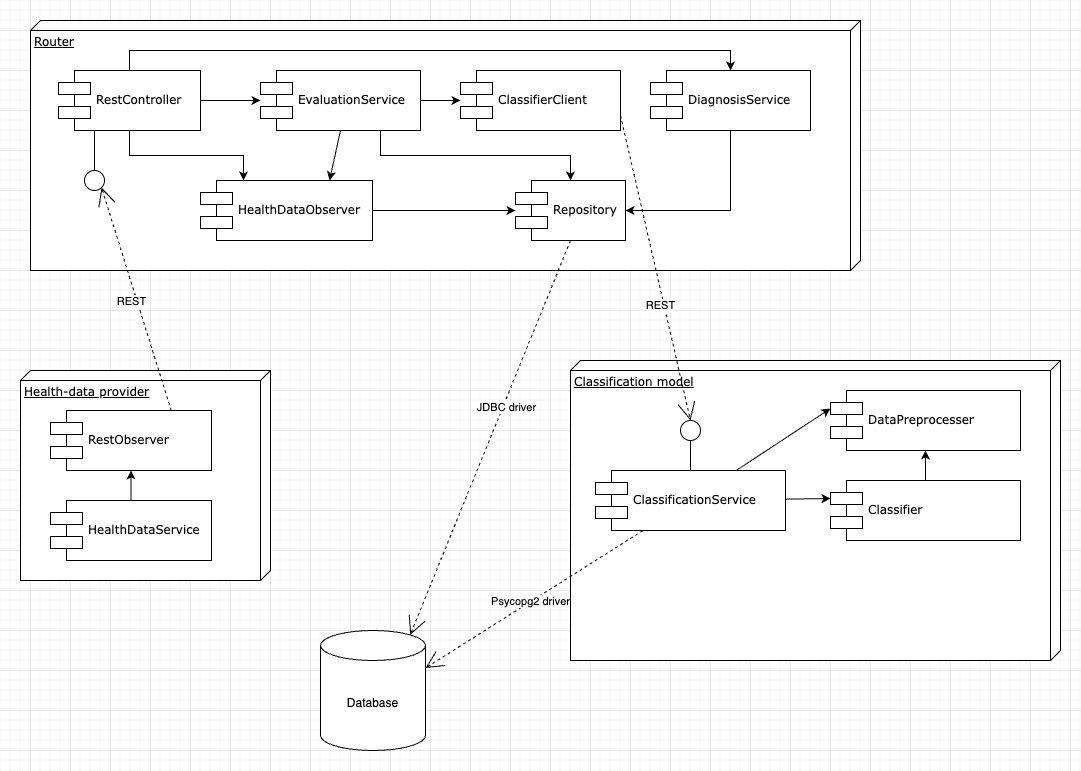 Router
RestController
EvaluationService
ClassifierClient
DiagnosisService
HealthDataObserver
Repository
REST
REST
Health-data provider
Classification model
RestObserver
JDBC driver
DataPreprocesser
HealthDataService
ClassificationService
Classifier
Psycopg2 driver
Database